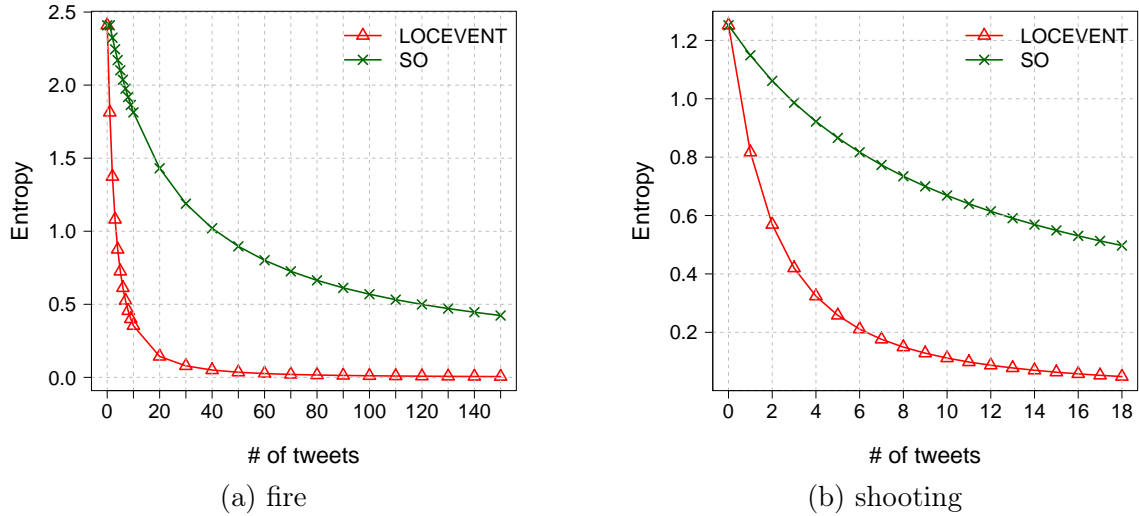 2.5
2.0
1.5
1.0
0.5
0.0
Entropy
LOCEVENT
SO
0 20 40 60 80 100 120 140
# of tweets
(a) fire
1.2
1.0
0.8
0.6
0.4
0.2
Entropy
LOCEVENT
SO
0 2 4 6 8 10 12 14 16 18
# of tweets
(b) shooting